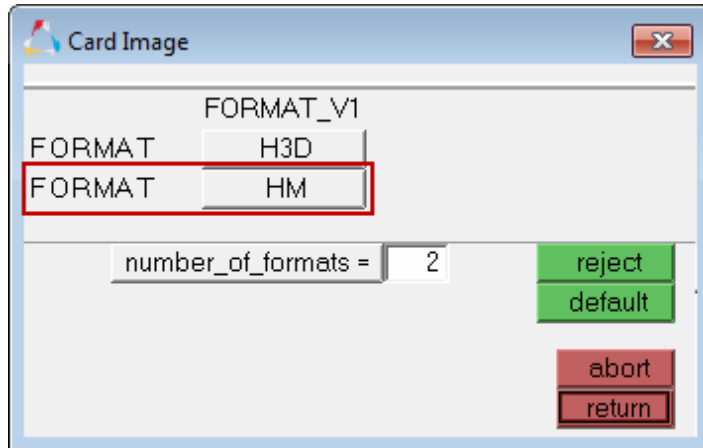 Card Image
FORMAT_V1
FORMAT H3D
FORMAT HM
number_of_formats = 2 reject
default
abort
return